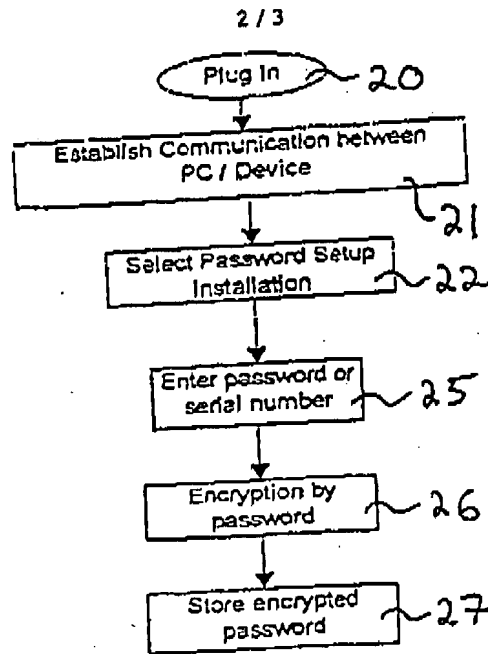 2 / 3
Plug In
20
Establish Communication between
PC / Device
21
Select Password Setup
Installation
22
Enter password or
serial number
25
Encryption by
password
26
Store encrypted
password
27